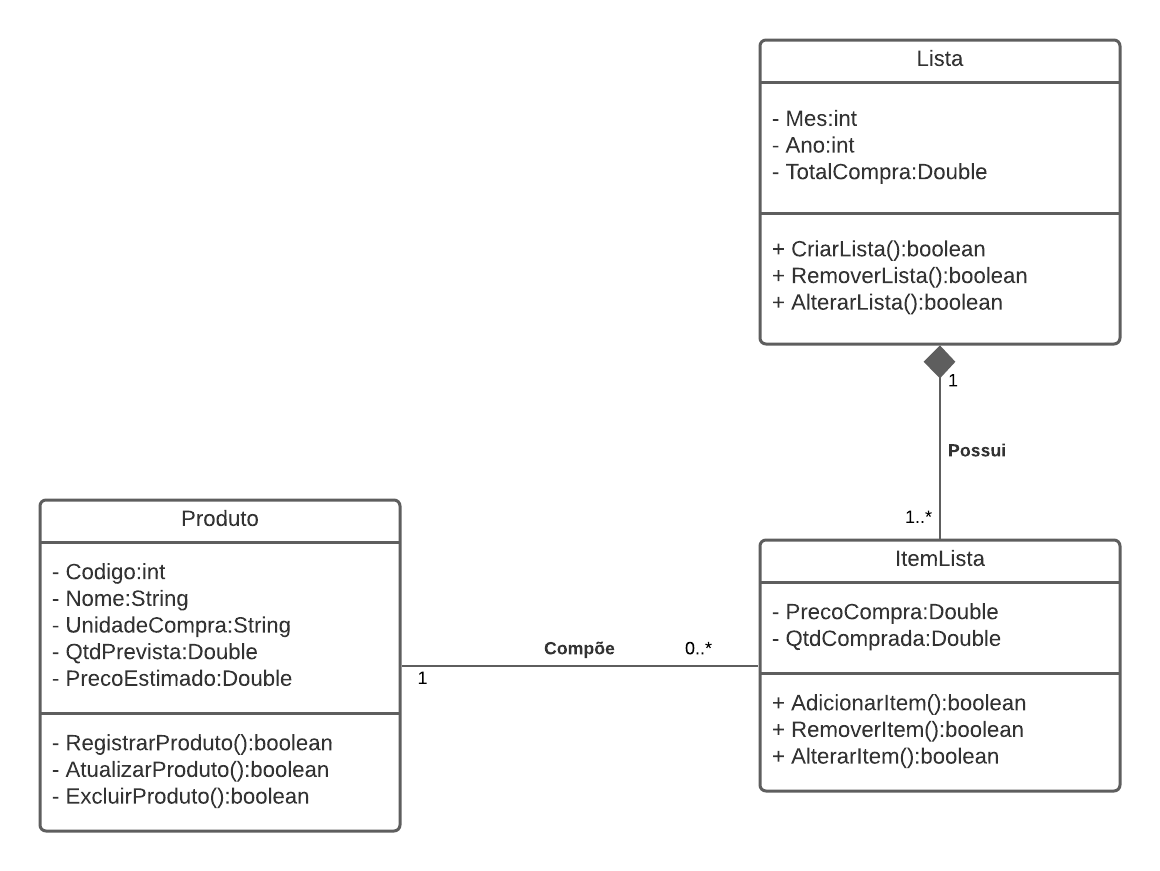 Lista
- Mes:int
- Ano:int
- TotalCompra:Double
+ CriarLista():boolean
+ RemoverLista():boolean
+ AlterarLista():boolean
1
Possui
1..*
Produto
- Codigo:int
- Nome:String
- UnidadeCompra:String
- QtdPrevista:Double
- PrecoEstimado:Double
- RegistrarProduto():boolean
- AtualizarProduto():boolean
- ExcluirProduto():boolean
1
Compõe
0..*
ItemLista
- PrecoCompra:Double
- QtdComprada:Double
+ AdicionarItem():boolean
+ RemoverItem():boolean
+ AlterarItem():boolean